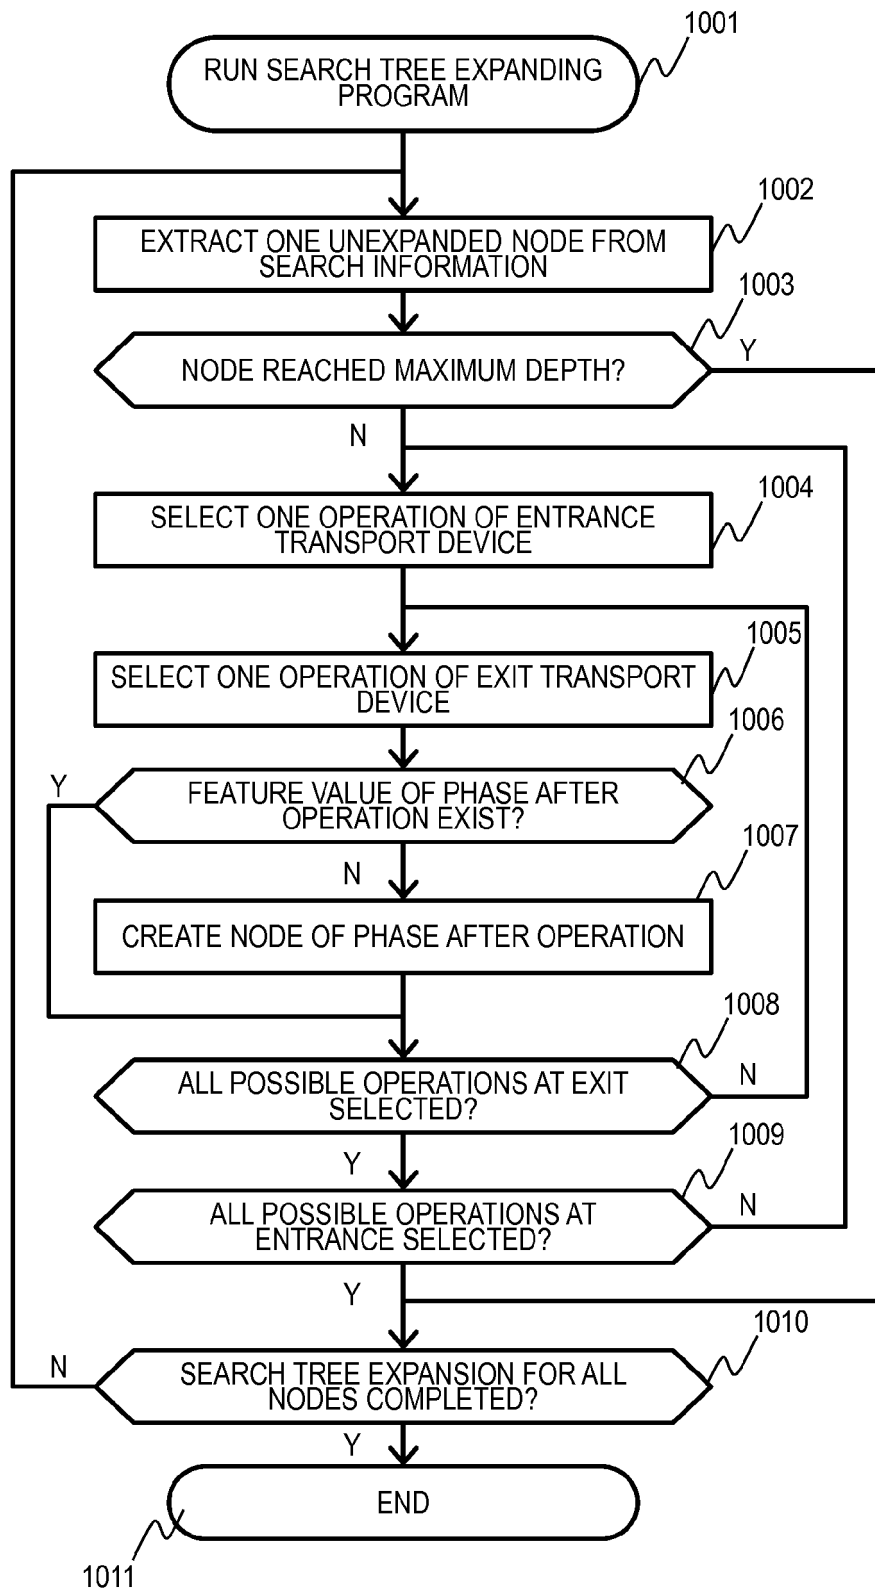 1001
RUN SEARCH TREE EXPANDING
PROGRAM
1002
EXTRACT ONE UNEXPANDED NODE FROM
SEARCH INFORMATION
1003
NODE REACHED MAXIMUM DEPTH?
Y
N
1004
SELECT ONE OPERATION OF ENTRANCE
TRANSPORT DEVICE
1005
SELECT ONE OPERATION OF EXIT TRANSPORT
DEVICE
1006
Y
FEATURE VALUE OF PHASE AFTER
OPERATION EXIST?
1007
N
CREATE NODE OF PHASE AFTER OPERATION
1008
ALL POSSIBLE OPERATIONS AT EXIT
SELECTED?
N
1009
Y
ALL POSSIBLE OPERATIONS AT
ENTRANCE SELECTED?
N
Y
1010
N
SEARCH TREE EXPANSION FOR ALL
NODES COMPLETED?
Y
END
1011